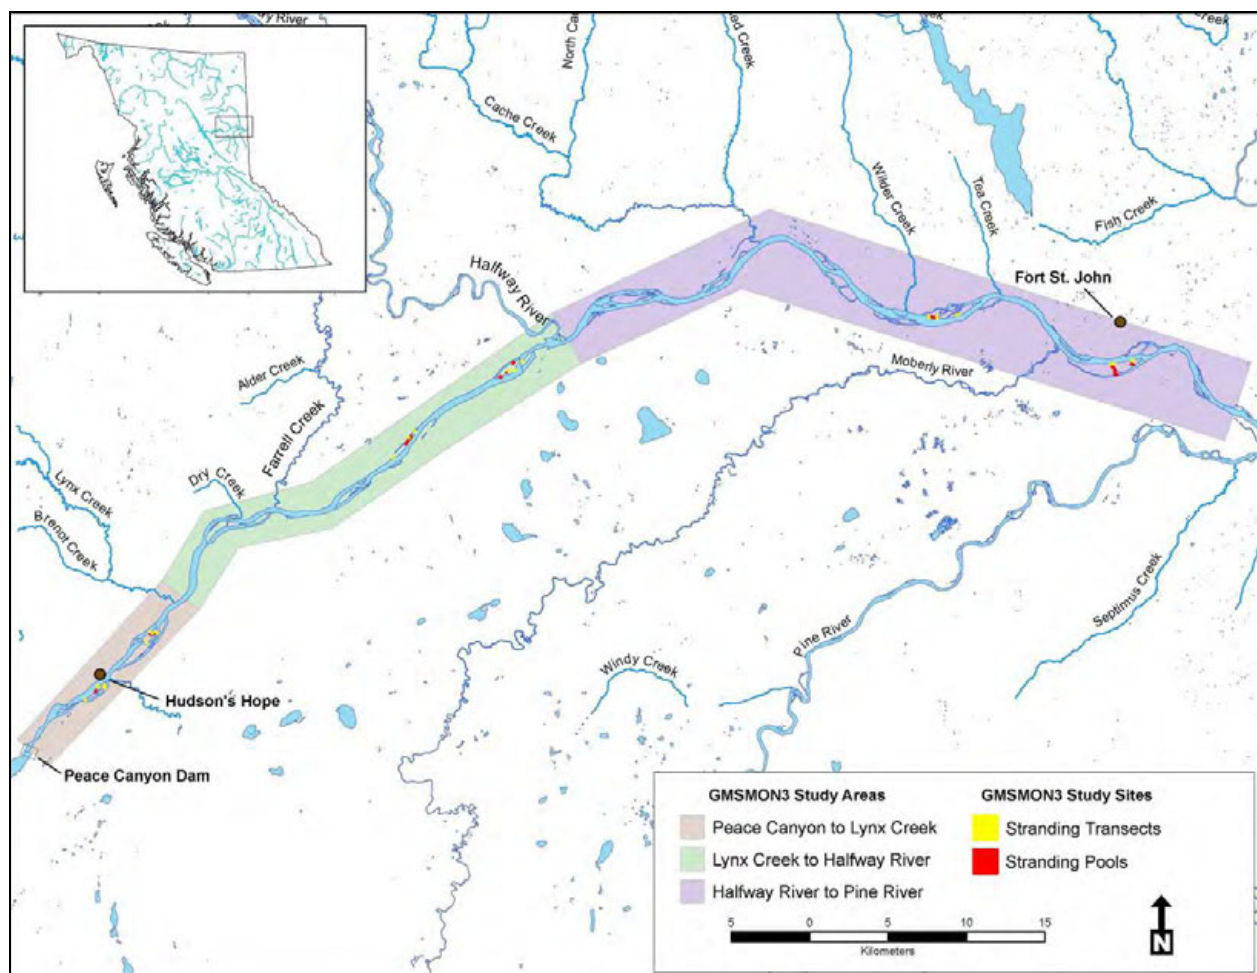 ay River
North Ca
ed Creek
Cache Creek
Wilder Creek
Tea Creek
Fish Creek
Halfway River
Fort St. John
Moberly River
Alder Creek
Farrell Creek
Dry Creek
Lynx Creek
Brenot Creek
Septimus Creek
Pine River
Windy Creek
Hudson's Hope
Peace Canyon Dam
GMSMON3 Study Areas
Peace Canyon to Lynx Creek
Lynx Creek to Halfway River
Halfway River to Pine River
GMSMON3 Study Sites
Stranding Transects
Stranding Pools
5 0 5 10 15
Kilometers
N